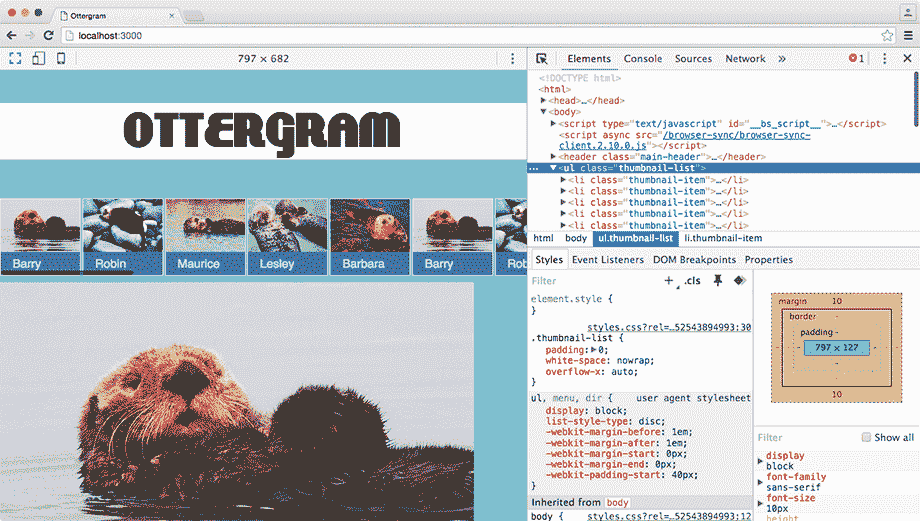 Ottergram
localhost:3000
797 × 682
Elements Console Sources Network » 1
OTTERGRAM
Barry Robin Maurice Lesley Barbara Barry Rob
<!DOCTYPE html>
<html>
<head>…</head>
<body>
<script type="text/javascript" id="__bs_script__">…</script>
<script async src="/browser-sync/browser-sync-
client.2.10.0.js"></script>
<header class="main-header">…</header>
<ul class="thumbnail-list">
<li class="thumbnail-item">…</li>
<li class="thumbnail-item">…</li>
<li class="thumbnail-item">…</li>
<li class="thumbnail-item">…</li>
<li class="thumbnail-item">…</li>
html body ul.thumbnail-list li.thumbnail-item
Styles Event Listeners DOM Breakpoints Properties
Filter + .cls
element.style {
}
styles.css?rel=…52543894993:30
.thumbnail-list {
padding: 0;
white-space: nowrap;
overflow-x: auto;
}
ul, menu, dir { user agent stylesheet
display: block;
list-style-type: disc;
-webkit-margin-before: 1em;
-webkit-margin-after: 1em;
-webkit-margin-start: 0px;
-webkit-margin-end: 0px;
-webkit-padding-start: 40px;
}
Inherited from body
body { styles.css?rel=…52543894993:12
margin 10
border -
padding -
- - - 797 × 127 - - -
-
-
10
Filter Show all
display
block
font-family
sans-serif
font-size
10px
height